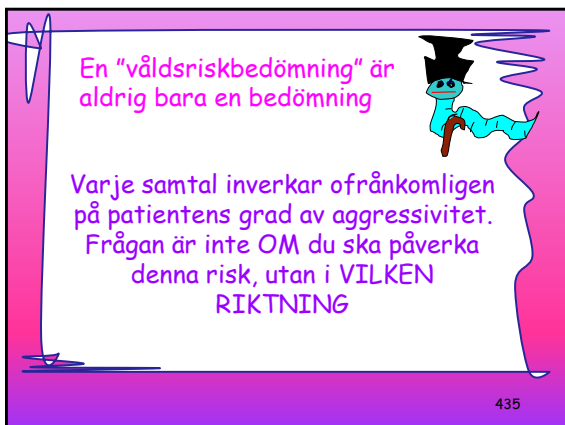 En ”våldsriskbedömning” är
aldrig bara en bedömning
Varje samtal inverkar ofrånkomligen
på patientens grad av aggressivitet.
Frågan är inte OM du ska påverka
denna risk, utan i VILKEN
RIKTNING
435